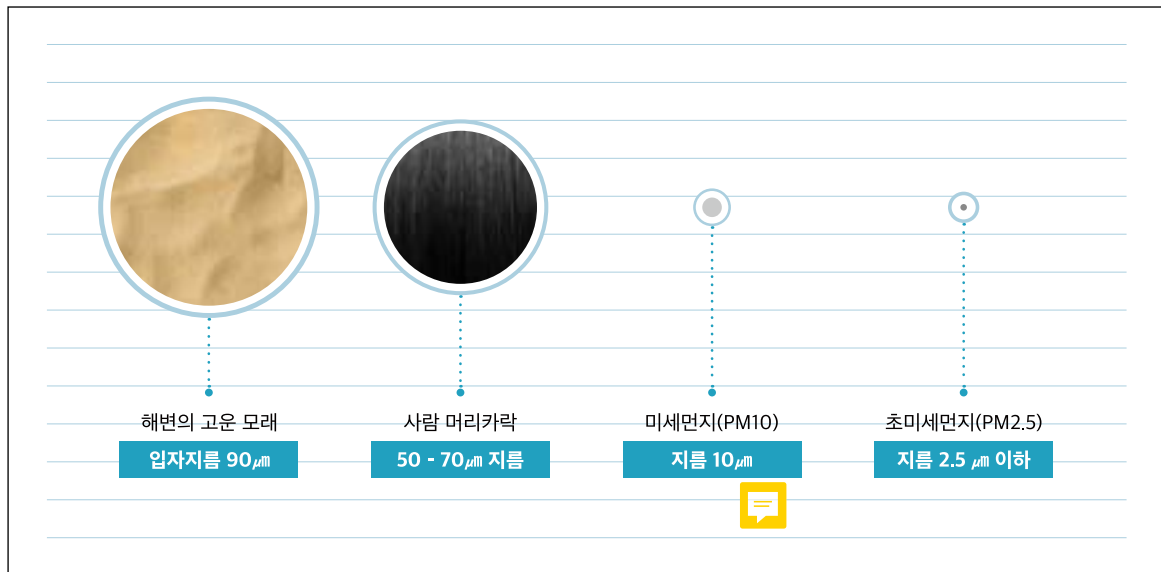 해변의 고운 모래
입자지름 90㎛
사람 머리카락
50 - 70㎛ 지름
미세먼지(PM10)
지름 10㎛
초미세먼지(PM2.5)
지름 2.5 ㎛ 이하